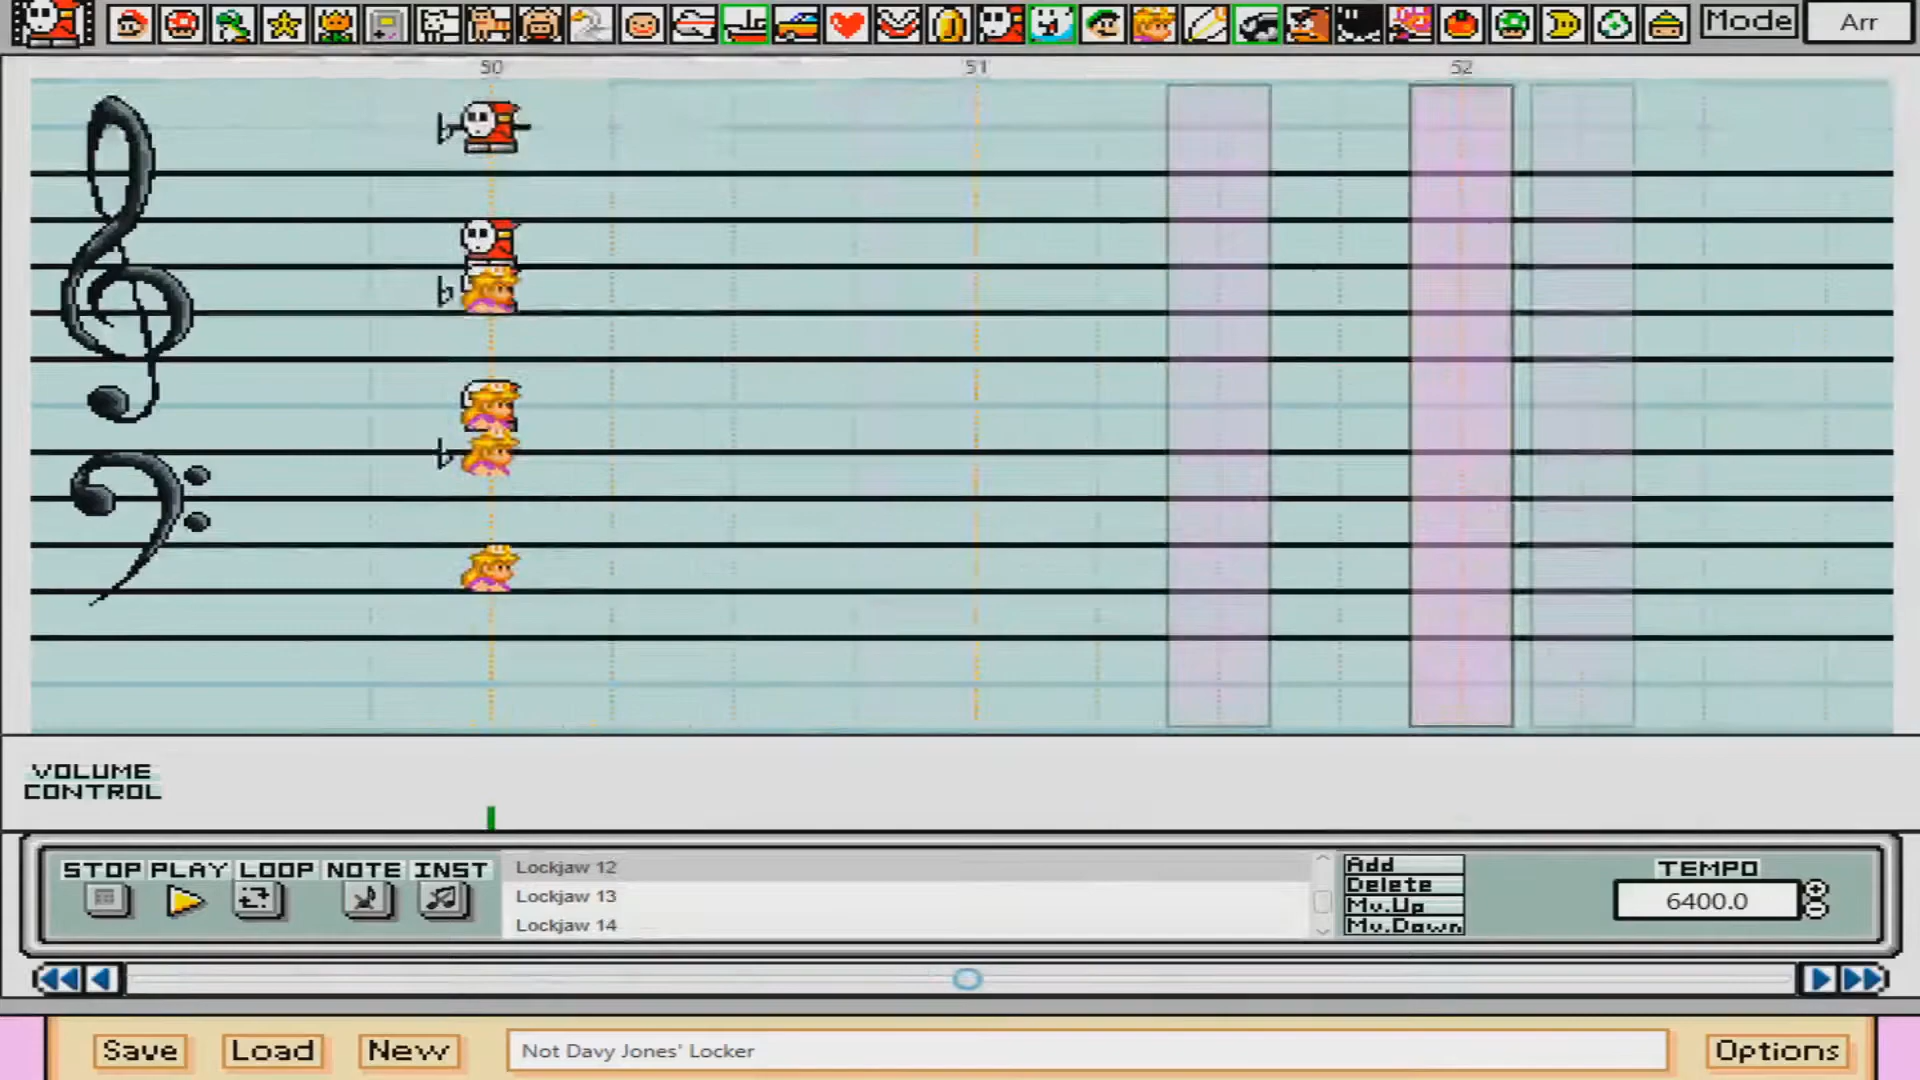 Mode
Arr
50
51
52
VOLUME
CONTROL
STOP PLAY LOOP NOTE INST
Lockjaw 12
Lockjaw 13
Lockjaw 14
Add
Delete
Mv.Up
Mv.Down
TEMPO
6400.0
Save
Load
New
Not Davy Jones' Locker
Options